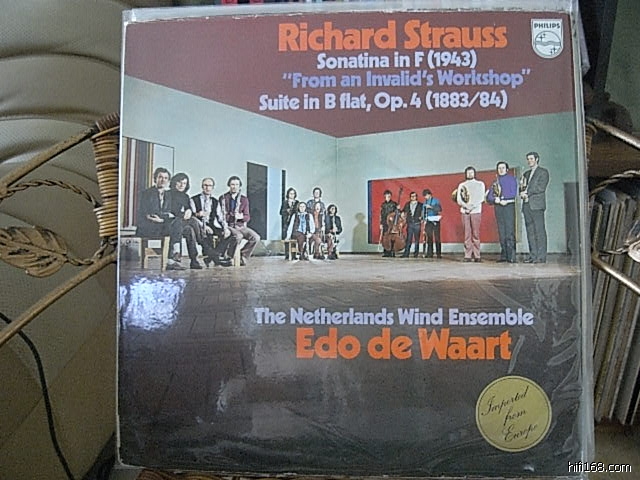 Richard Strauss
PHILIPS
Sonatina in F (1943)
"From an Invalid's Workshop"
Suite in B flat, Op. 4 (1883/84)
The Netherlands Wind Ensemble
Edo de Waart
Imported
from
Europe
hifi168.com